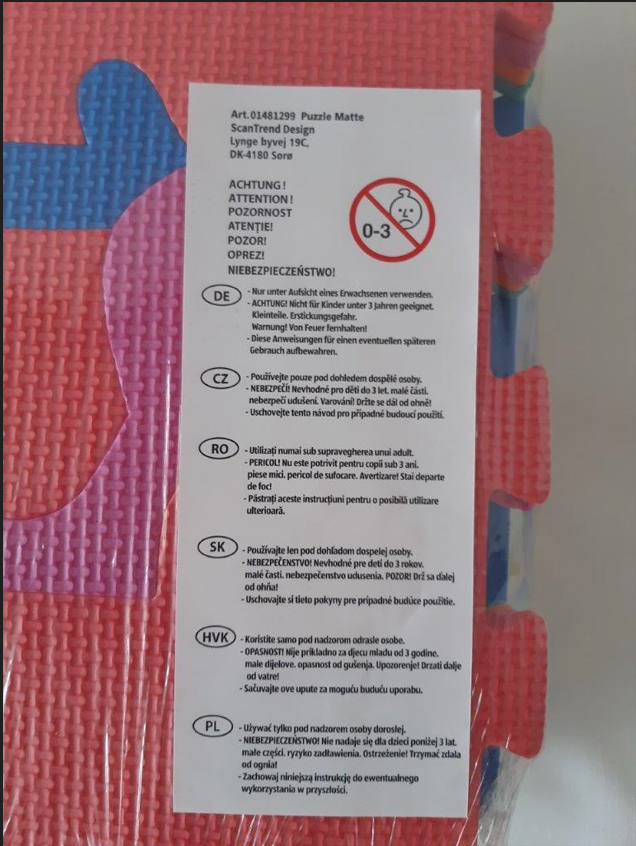 Art.01481299 Puzzle Matte
ScanTrend Design
Lynge byvej 19C,
DK-4180 Sorø
ACHTUNG!
ATTENTION!
POZORNOST
ATENȚIE!
POZOR!
OPREZ!
NIEBEZPIECZEŃSTWO!
0-3
DE
- Nur unter Aufsicht eines Erwachsenen verwenden.
- ACHTUNG! Nicht für Kinder unter 3 Jahren geeignet.
Kleinteile. Erstickungsgefahr.
Warnung! Von Feuer fernhalten!
- Diese Anweisungen für einen eventuellen späteren
Gebrauch aufbewahren.
CZ
- Používejte pouze pod dohledem dospělé osoby.
- NEBEZPEČÍ! Nevhodné pro děti do 3 let. malé části.
nebezpečí udušení. Varování! Držte se dál od ohně!
- Uschovejte tento návod pro případné budoucí použití.
RO
- Utilizați numai sub supravegherea unui adult.
- PERICOL! Nu este potrivit pentru copii sub 3 ani.
piese mici. pericol de sufocare. Avertizare! Stai departe
de foc!
- Păstrați aceste instrucțiuni pentru o posibilă utilizare
ulterioară.
SK
- Používajte len pod dohľadom dospelej osoby.
- NEBEZPEČENSTVO! Nevhodné pre deti do 3 rokov.
malé časti. nebezpečenstvo udusenia. POZOR! Drž sa ďalej
od ohňa!
- Uschovajte si tieto pokyny pre prípadné budúce použitie.
HVK
- Koristite samo pod nadzorom odrasle osobe.
- OPASNOST! Nije prikladno za djecu mlađu od 3 godine.
male dijelove. opasnost od gušenja. Upozorenje! Držati dalje
od vatre!
- Sačuvajte ove upute za moguću buduću uporabu.
PL
- Używać tylko pod nadzorem osoby dorosłej.
- NIEBEZPIECZEŃSTWO! Nie nadaje się dla dzieci poniżej 3 lat.
małe części. ryzyko zadławienia. Ostrzeżenie! Trzymać zdala
od ognia!
- Zachowaj niniejszą instrukcję do ewentualnego
wykorzystania w przyszłości.